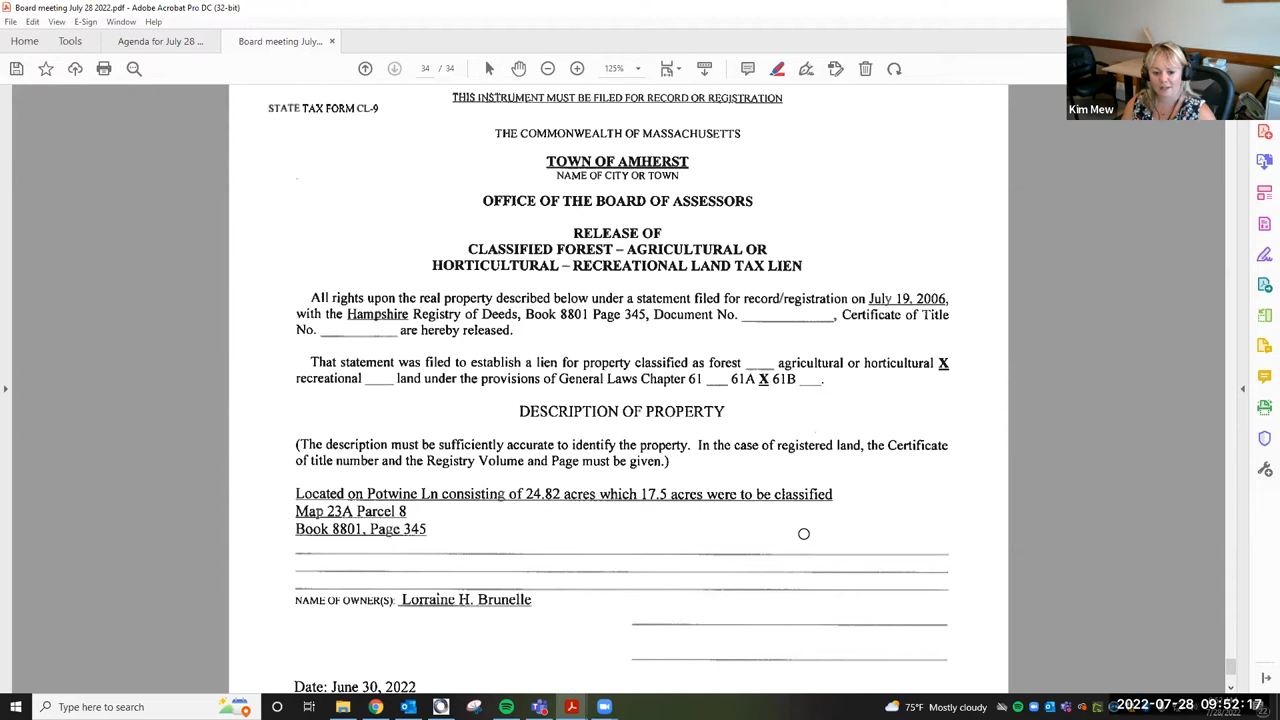 Board meeting July 28 2022.pdf - Adobe Acrobat Pro DC (32-bit)
File Edit View E-Sign Window Help
Home Tools Agenda for July 28 ... Board meeting July... ×
34 / 34 125%
Kim Mew
THIS INSTRUMENT MUST BE FILED FOR RECORD OR REGISTRATION
STATE TAX FORM CL-9
THE COMMONWEALTH OF MASSACHUSETTS
TOWN OF AMHERST
NAME OF CITY OR TOWN
OFFICE OF THE BOARD OF ASSESSORS
RELEASE OF
CLASSIFIED FOREST – AGRICULTURAL OR
HORTICULTURAL – RECREATIONAL LAND TAX LIEN
All rights upon the real property described below under a statement filed for record/registration on July 19, 2006,
with the Hampshire Registry of Deeds, Book 8801 Page 345, Document No. ______________, Certificate of Title
No. ____________ are hereby released.
That statement was filed to establish a lien for property classified as forest ____ agricultural or horticultural X
recreational ____ land under the provisions of General Laws Chapter 61 ___ 61A X 61B ___.
DESCRIPTION OF PROPERTY
(The description must be sufficiently accurate to identify the property. In the case of registered land, the Certificate
of title number and the Registry Volume and Page must be given.)
Located on Potwine Ln consisting of 24.82 acres which 17.5 acres were to be classified
Map 23A Parcel 8
Book 8801, Page 345
NAME OF OWNER(S): Lorraine H. Brunelle
Date: June 30, 2022
Type here to search
75°F Mostly cloudy
2022-07-28 09:52:17